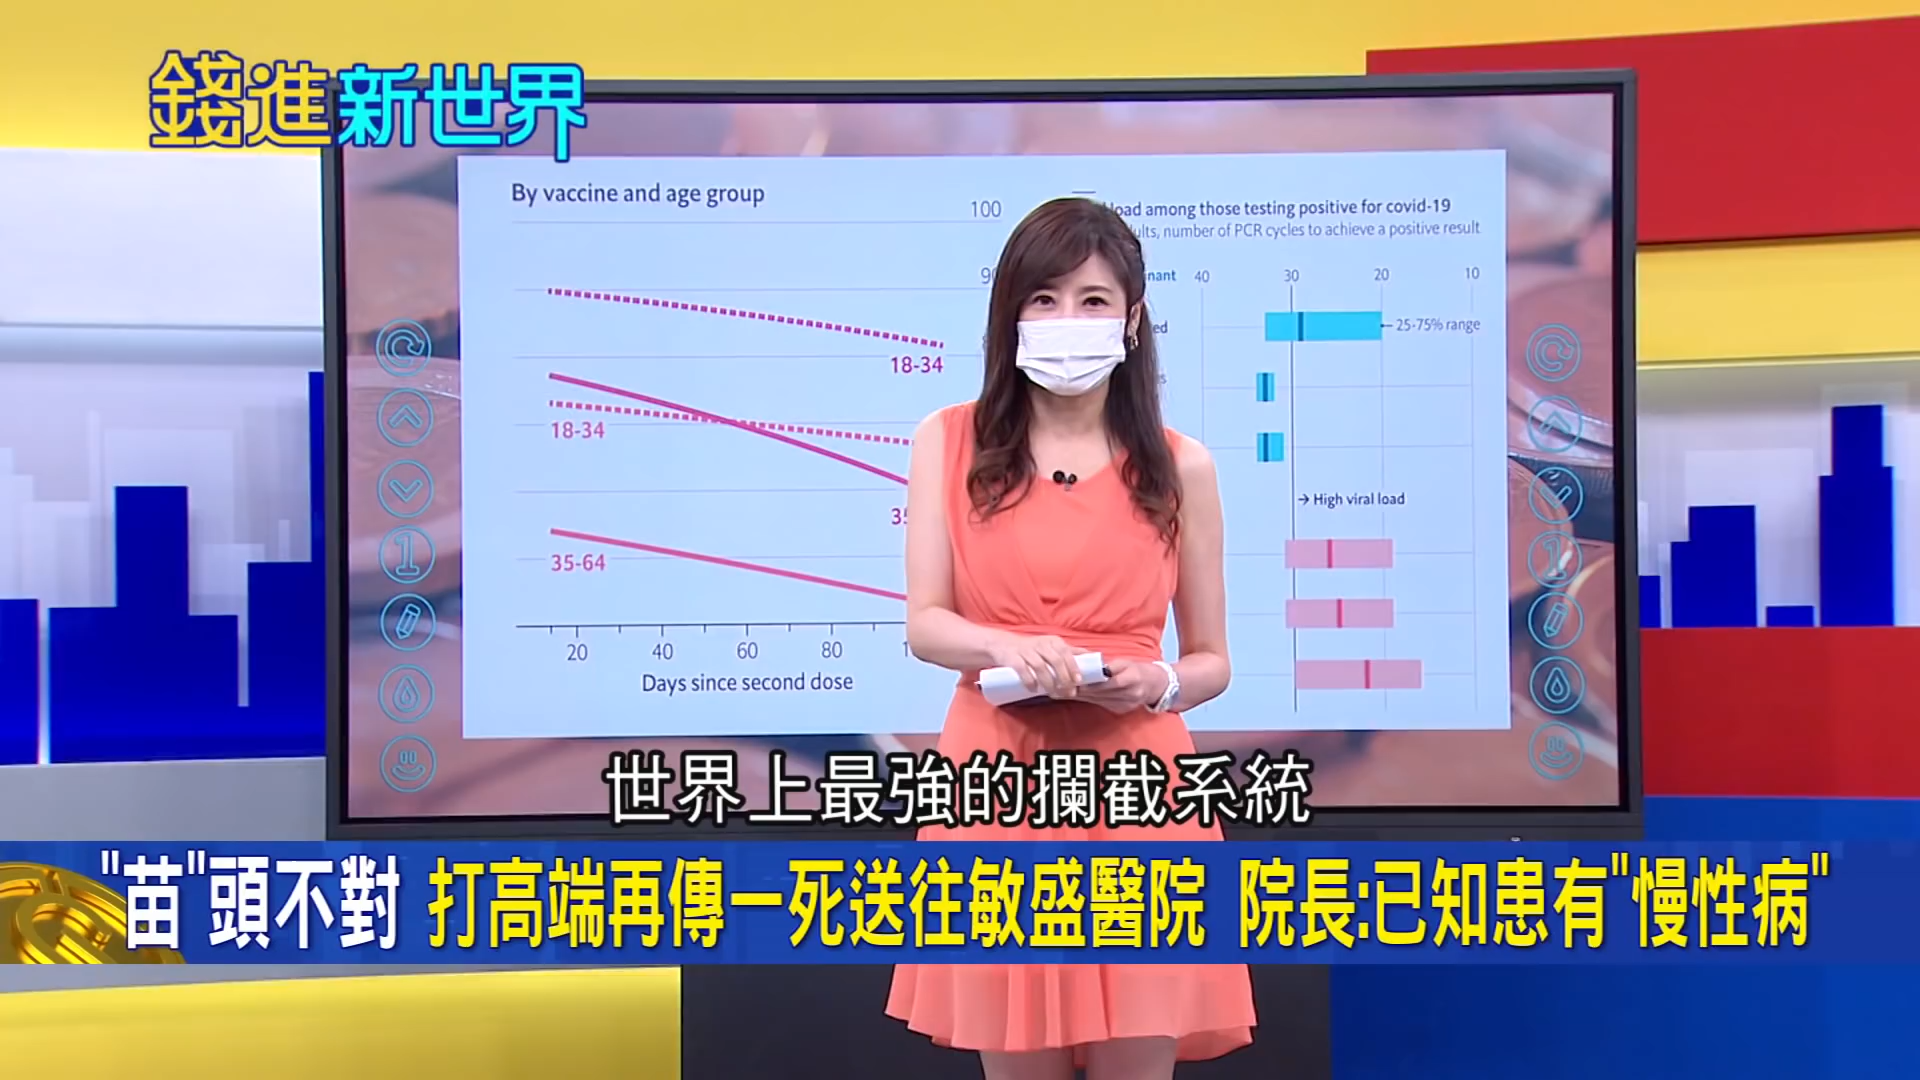 錢進新世界
By vaccine and age group
100
90
18-34
18-34
35-64
20 40 60 80
Days since second dose
load among those testing positive for covid-19
number of PCR cycles to achieve a positive result
40 30 20 10
25-75% range
→ High viral load
1
1
世界上最強的攔截系統
"苗"頭不對 打高端再傳一死送往敏盛醫院 院長:已知患有"慢性病"